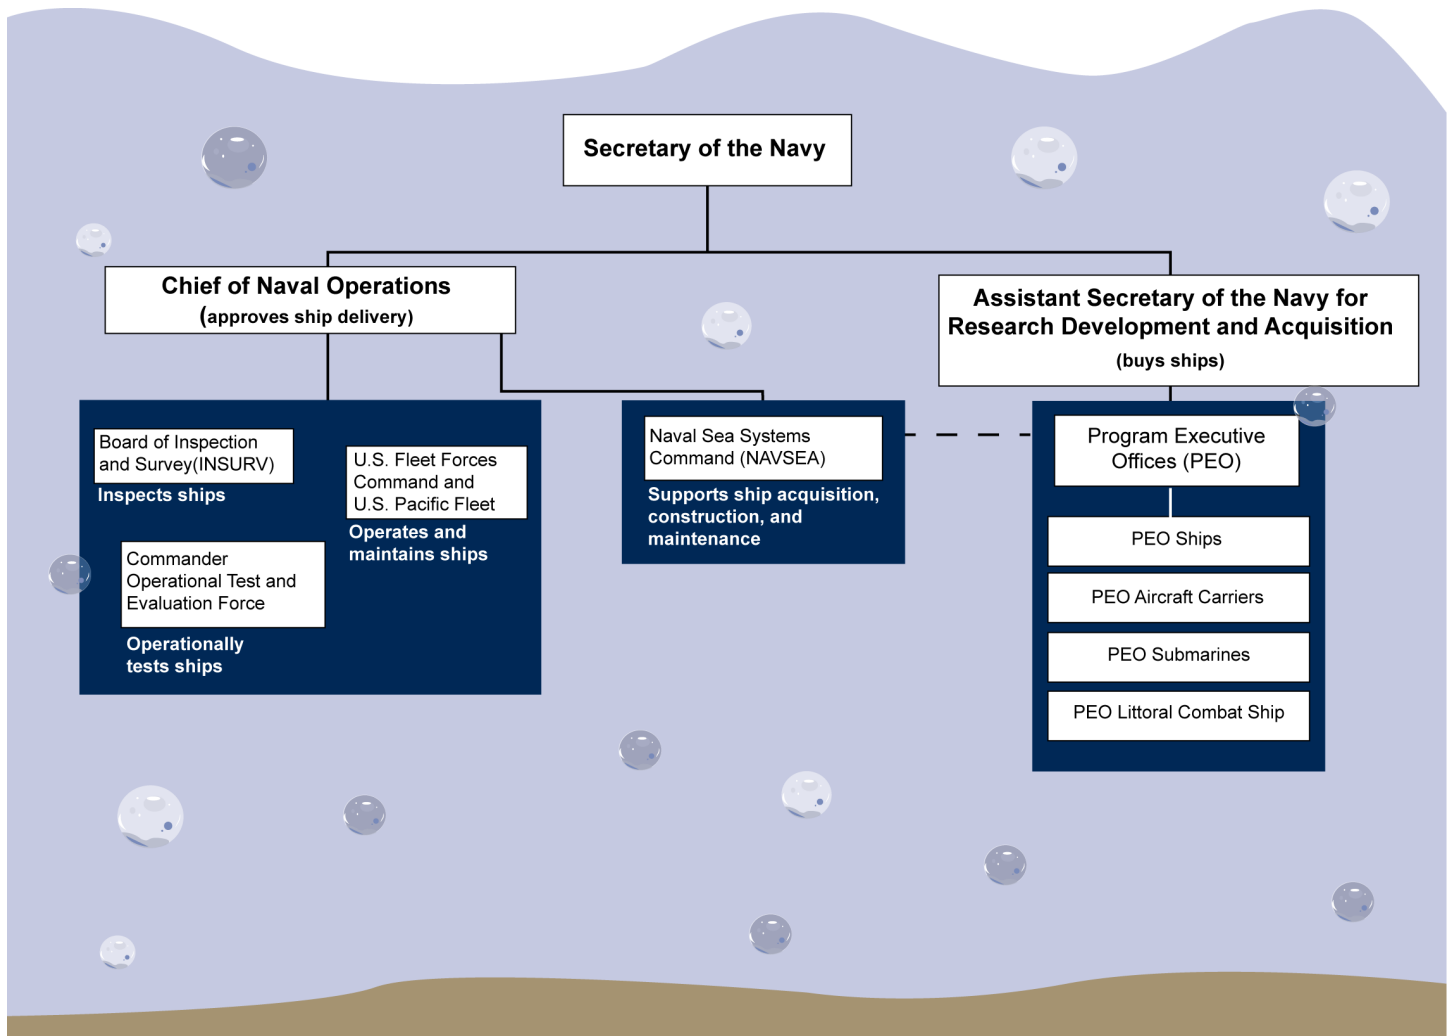 Secretary of the Navy
Chief of Naval Operations
(approves ship delivery)
Assistant Secretary of the Navy for
Research Development and Acquisition
(buys ships)
Board of Inspection
and Survey(INSURV)
Inspects ships
U.S. Fleet Forces
Command and
U.S. Pacific Fleet
Operates and
maintains ships
Commander
Operational Test and
Evaluation Force
Operationally
tests ships
Naval Sea Systems
Command (NAVSEA)
Supports ship acquisition,
construction, and
maintenance
Program Executive
Offices (PEO)
PEO Ships
PEO Aircraft Carriers
PEO Submarines
PEO Littoral Combat Ship